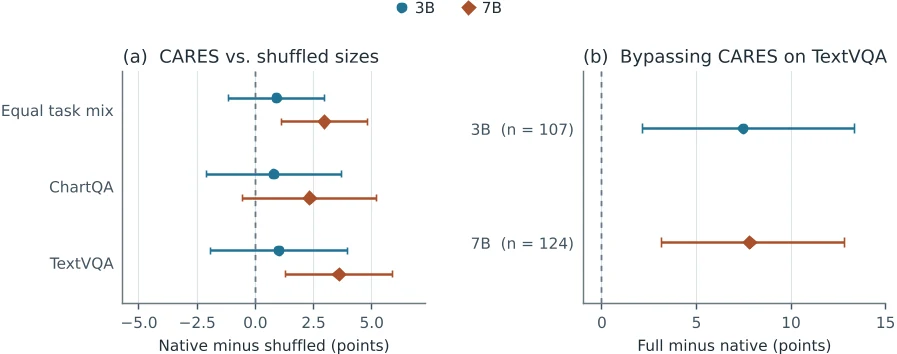 3B 7B
(a) CARES vs. shuffled sizes
Equal task mix
ChartQA
TextVQA
−5.0 −2.5 0.0 2.5 5.0
Native minus shuffled (points)
(b) Bypassing CARES on TextVQA
3B (n = 107)
7B (n = 124)
0 5 10 15
Full minus native (points)